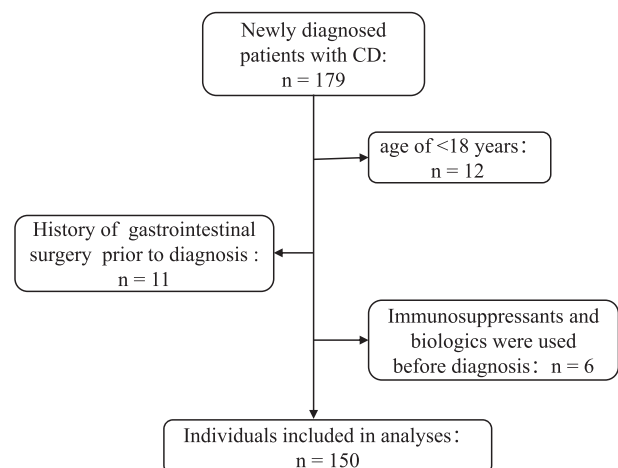 Newly diagnosed
patients with CD:
n = 179
age of <18 years：
n = 12
History of gastrointestinal
surgery prior to diagnosis :
n = 11
Immunosuppressants and
biologics were used
before diagnosis： n = 6
Individuals included in analyses：
n = 150